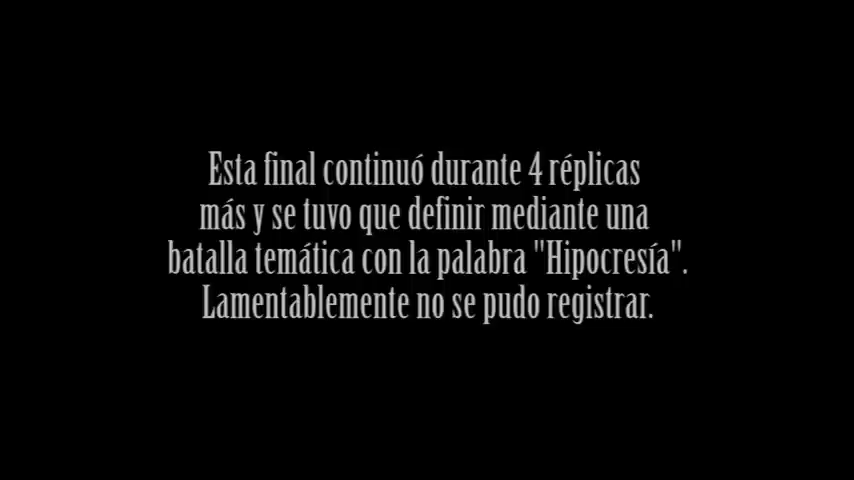 Esta final continuó durante 4 réplicas
más y se tuvo que definir mediante una
batalla temática con la palabra "Hipocresía".
Lamentablemente no se pudo registrar.